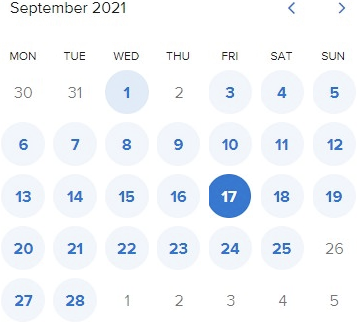 September 2021
MON TUE WED THU FRI SAT SUN
30 31 1 2 3 4 5
6 7 8 9 10 11 12
13 14 15 16 17 18 19
20 21 22 23 24 25 26
27 28 1 2 3 4 5